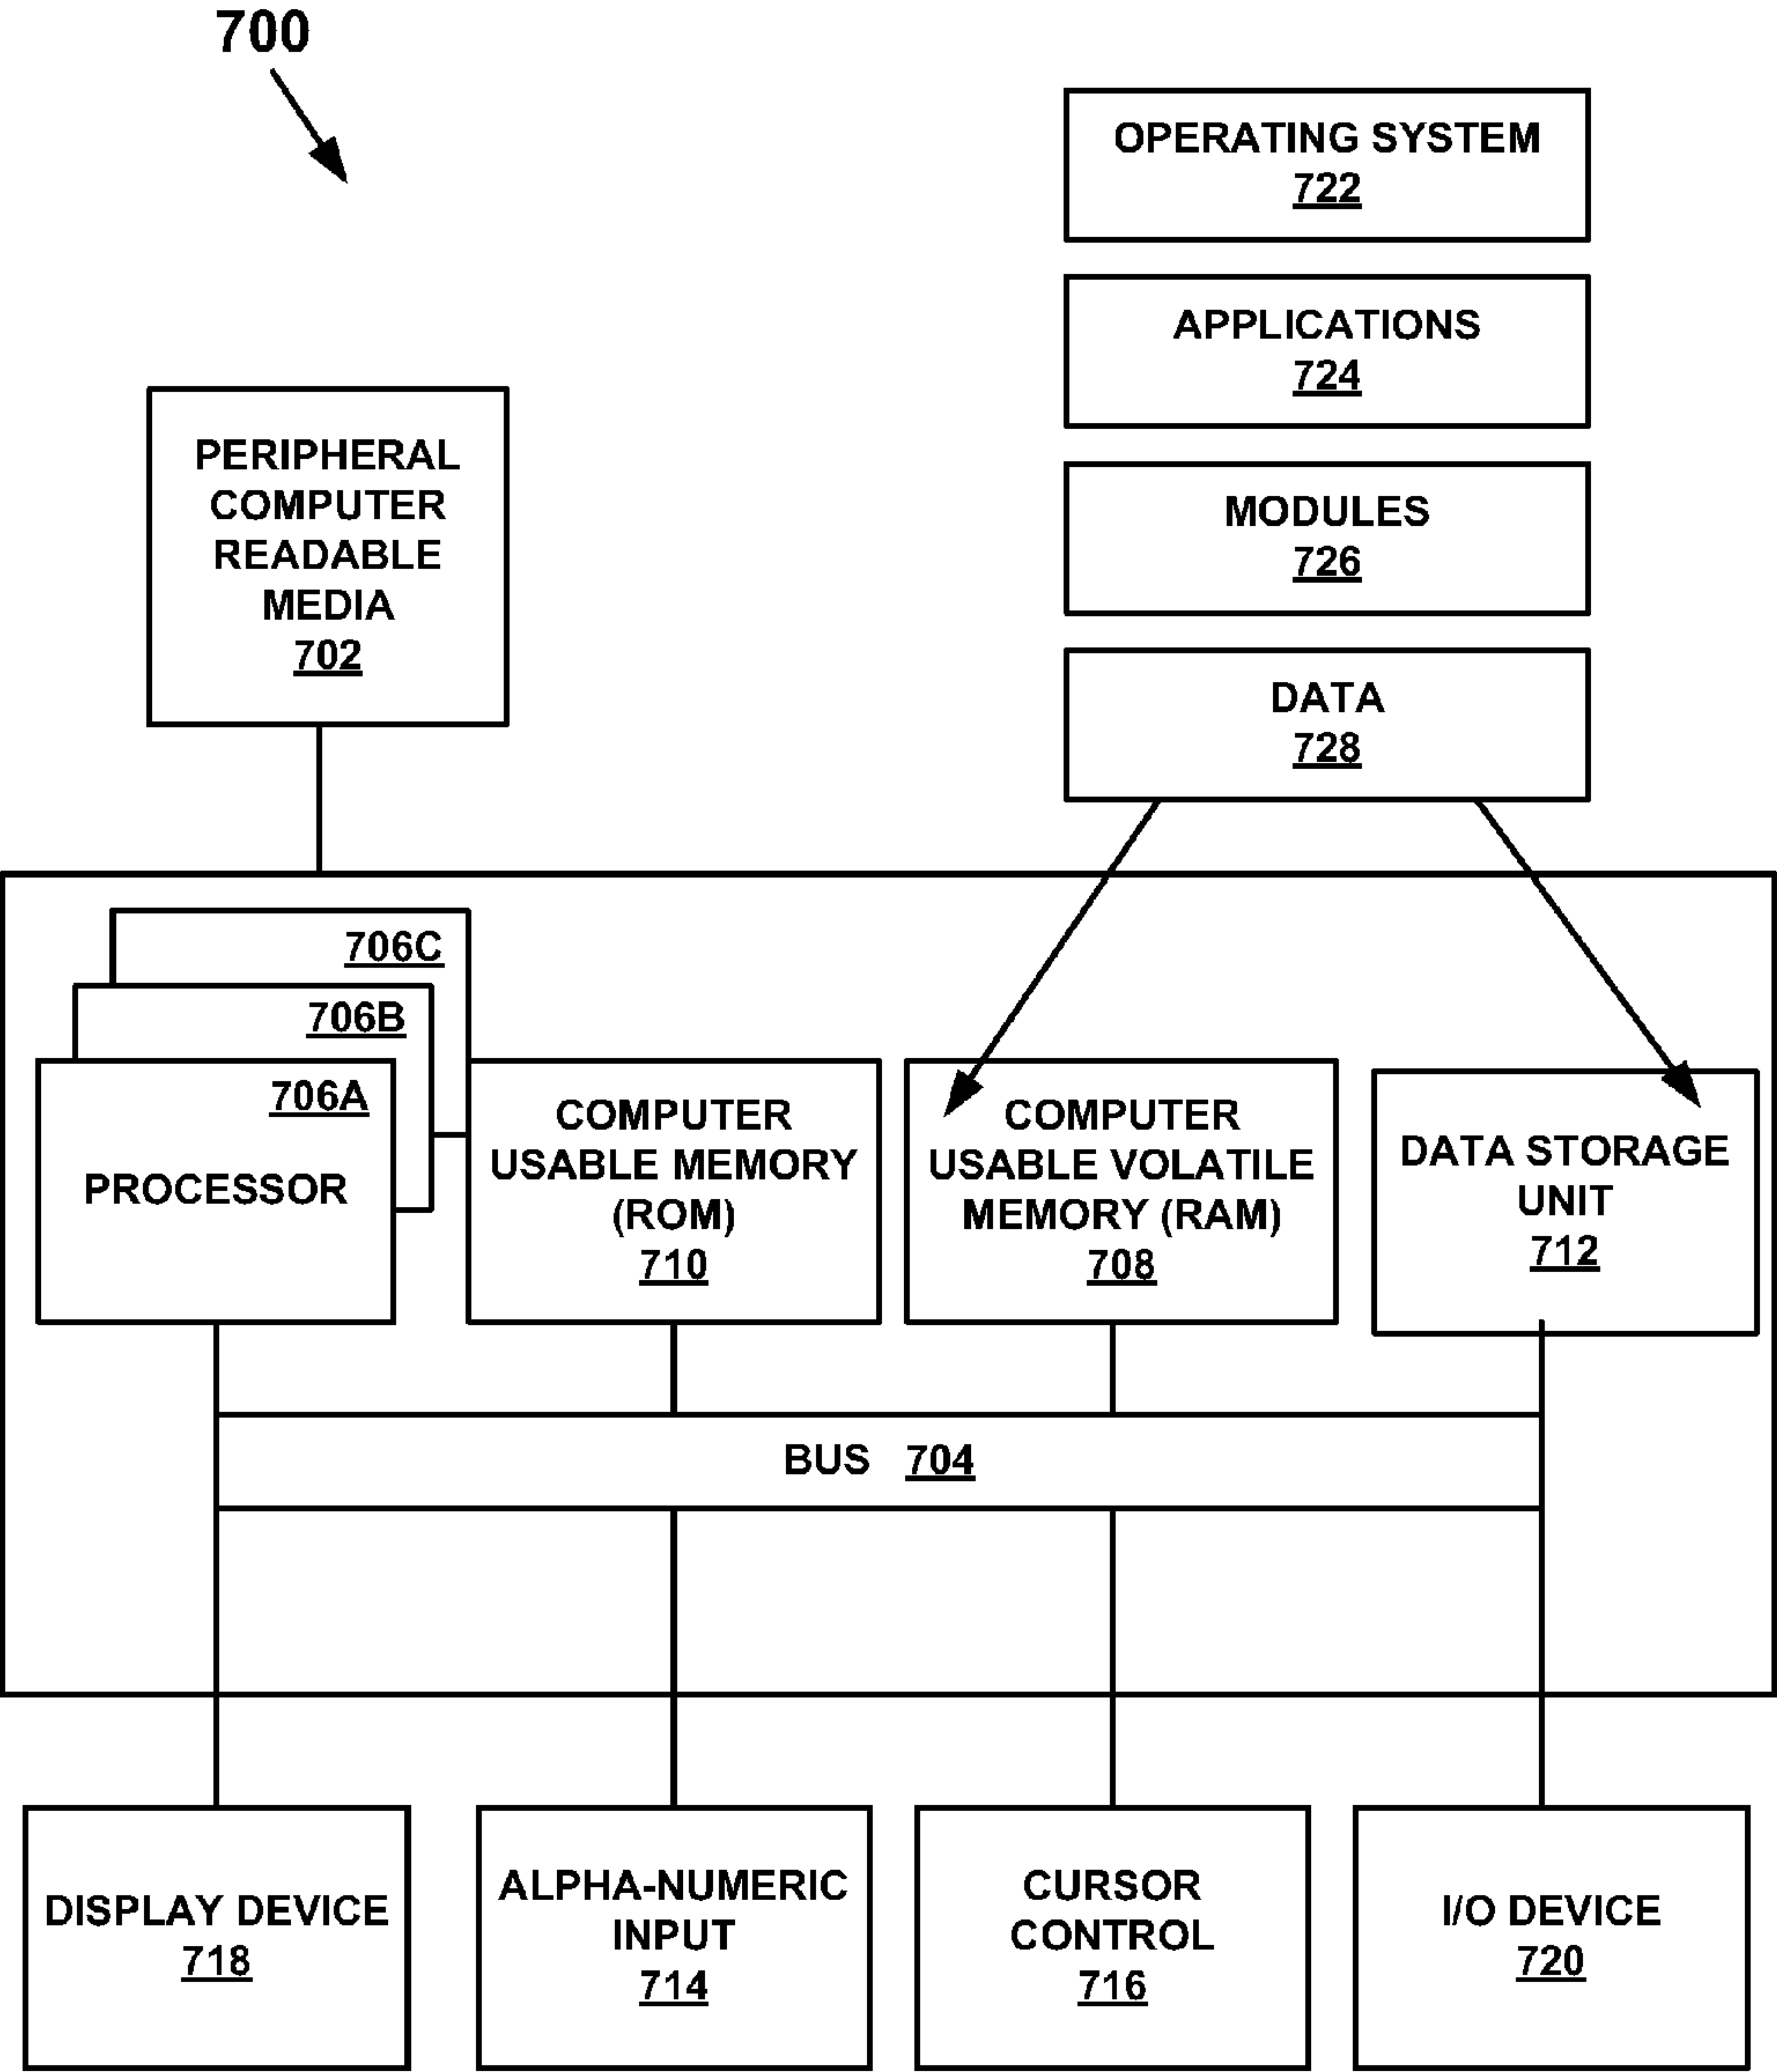 700
OPERATING SYSTEM
722
APPLICATIONS
724
MODULES
726
DATA
728
PERIPHERAL
COMPUTER
READABLE
MEDIA
702
706C
706B
706A
PROCESSOR
COMPUTER
USABLE MEMORY
(ROM)
710
COMPUTER
USABLE VOLATILE
MEMORY (RAM)
708
DATA STORAGE
UNIT
712
BUS 704
DISPLAY DEVICE
718
ALPHA-NUMERIC
INPUT
714
CURSOR
CONTROL
716
I/O DEVICE
720